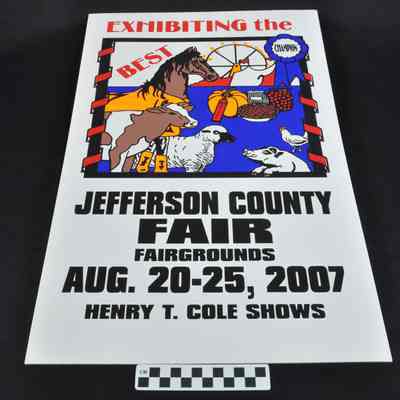 EXHIBITING the
BEST
CHAMPION
JEFFERSON COUNTY
FAIR
FAIRGROUNDS
AUG. 20-25, 2007
HENRY T. COLE SHOWS